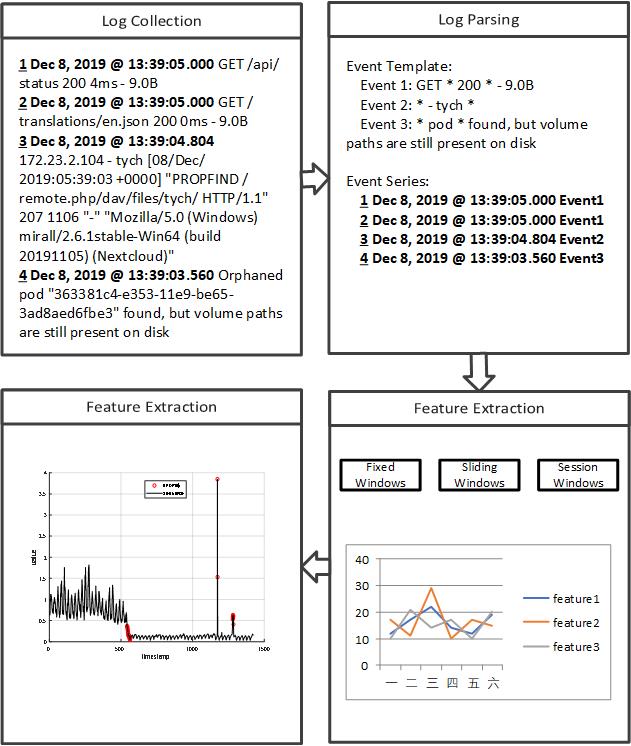 Log Collection
1 Dec 8, 2019 @ 13:39:05.000 GET /api/
status 200 4ms - 9.0B
2 Dec 8, 2019 @ 13:39:05.000 GET /
translations/en.json 200 0ms - 9.0B
3 Dec 8, 2019 @ 13:39:04.804
172.23.2.104 - tych [08/Dec/
2019:05:39:03 +0000] "PROPFIND /
remote.php/dav/files/tych/ HTTP/1.1"
207 1106 "-" "Mozilla/5.0 (Windows)
mirall/2.6.1stable-Win64 (build
20191105) (Nextcloud)"
4 Dec 8, 2019 @ 13:39:03.560 Orphaned
pod "363381c4-e353-11e9-be65-
3ad8aed6fbe3" found, but volume paths
are still present on disk
Log Parsing
Event Template:
Event 1: GET * 200 * - 9.0B
Event 2: * - tych *
Event 3: * pod * found, but volume
paths are still present on disk
Event Series:
1 Dec 8, 2019 @ 13:39:05.000 Event1
2 Dec 8, 2019 @ 13:39:05.000 Event1
3 Dec 8, 2019 @ 13:39:04.804 Event2
4 Dec 8, 2019 @ 13:39:03.560 Event3
Feature Extraction
4
3.5
3
2.5
2
1.5
1
0.5
0
value
0 500 1000 1500
timestamp
Feature Extraction
Fixed
Windows
Sliding
Windows
Session
Windows
40
30
20
10
0
一 二 三 四 五 六
feature1
feature2
feature3